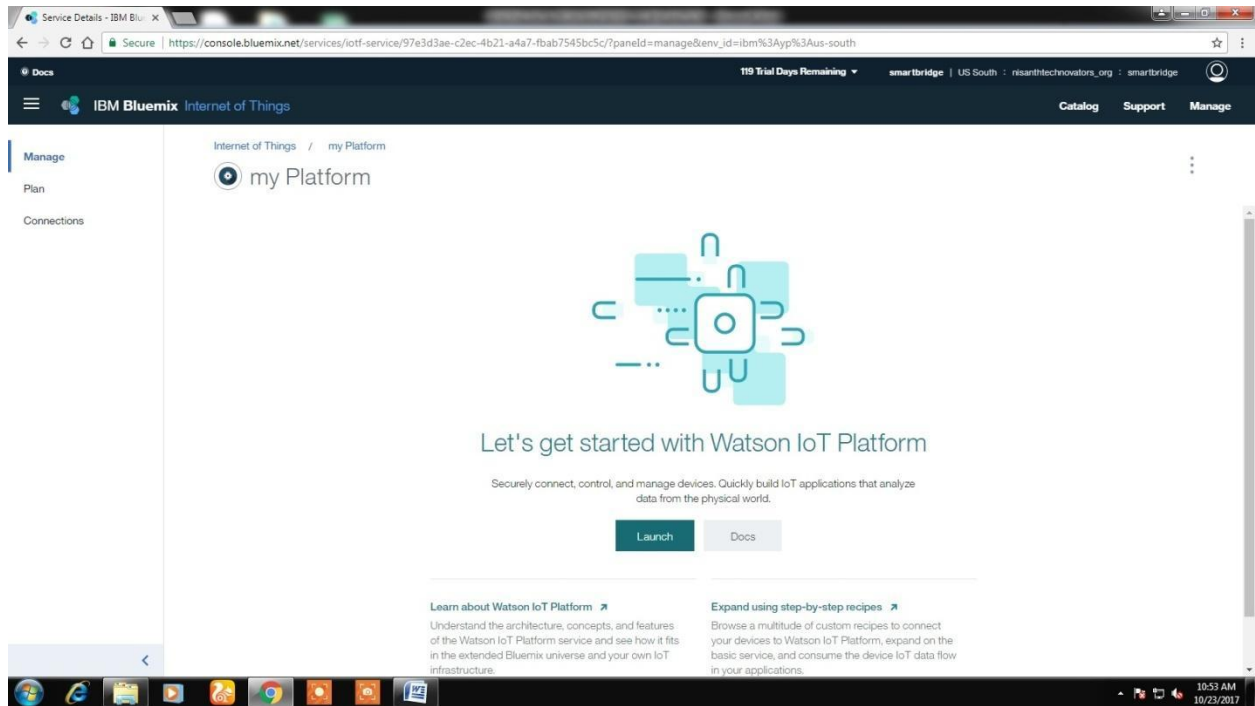 Service Details - IBM Blu
Secure | https://console.bluemix.net/services/iotf-service/97e3d3ae-c2ec-4b21-a4a7-fbab7545bc5c/?paneId=manage&env_id=ibm%3Ayp%3Aus-south
Docs
119 Trial Days Remaining
smartbridge | US South : nisanthtechnovators_org : smartbridge
IBM Bluemix Internet of Things
Catalog Support Manage
Manage
Plan
Connections
Internet of Things / my Platform
my Platform
Let's get started with Watson IoT Platform
Securely connect, control, and manage devices. Quickly build IoT applications that analyze
data from the physical world.
Launch Docs
Learn about Watson IoT Platform
Understand the architecture, concepts, and features
of the Watson IoT Platform service and see how it fits
in the extended Bluemix universe and your own IoT
infrastructure.
Expand using step-by-step recipes
Browse a multitude of custom recipes to connect
your devices to Watson IoT Platform, expand on the
basic service, and consume the device IoT data flow
in your applications.
10:53 AM
10/23/2017